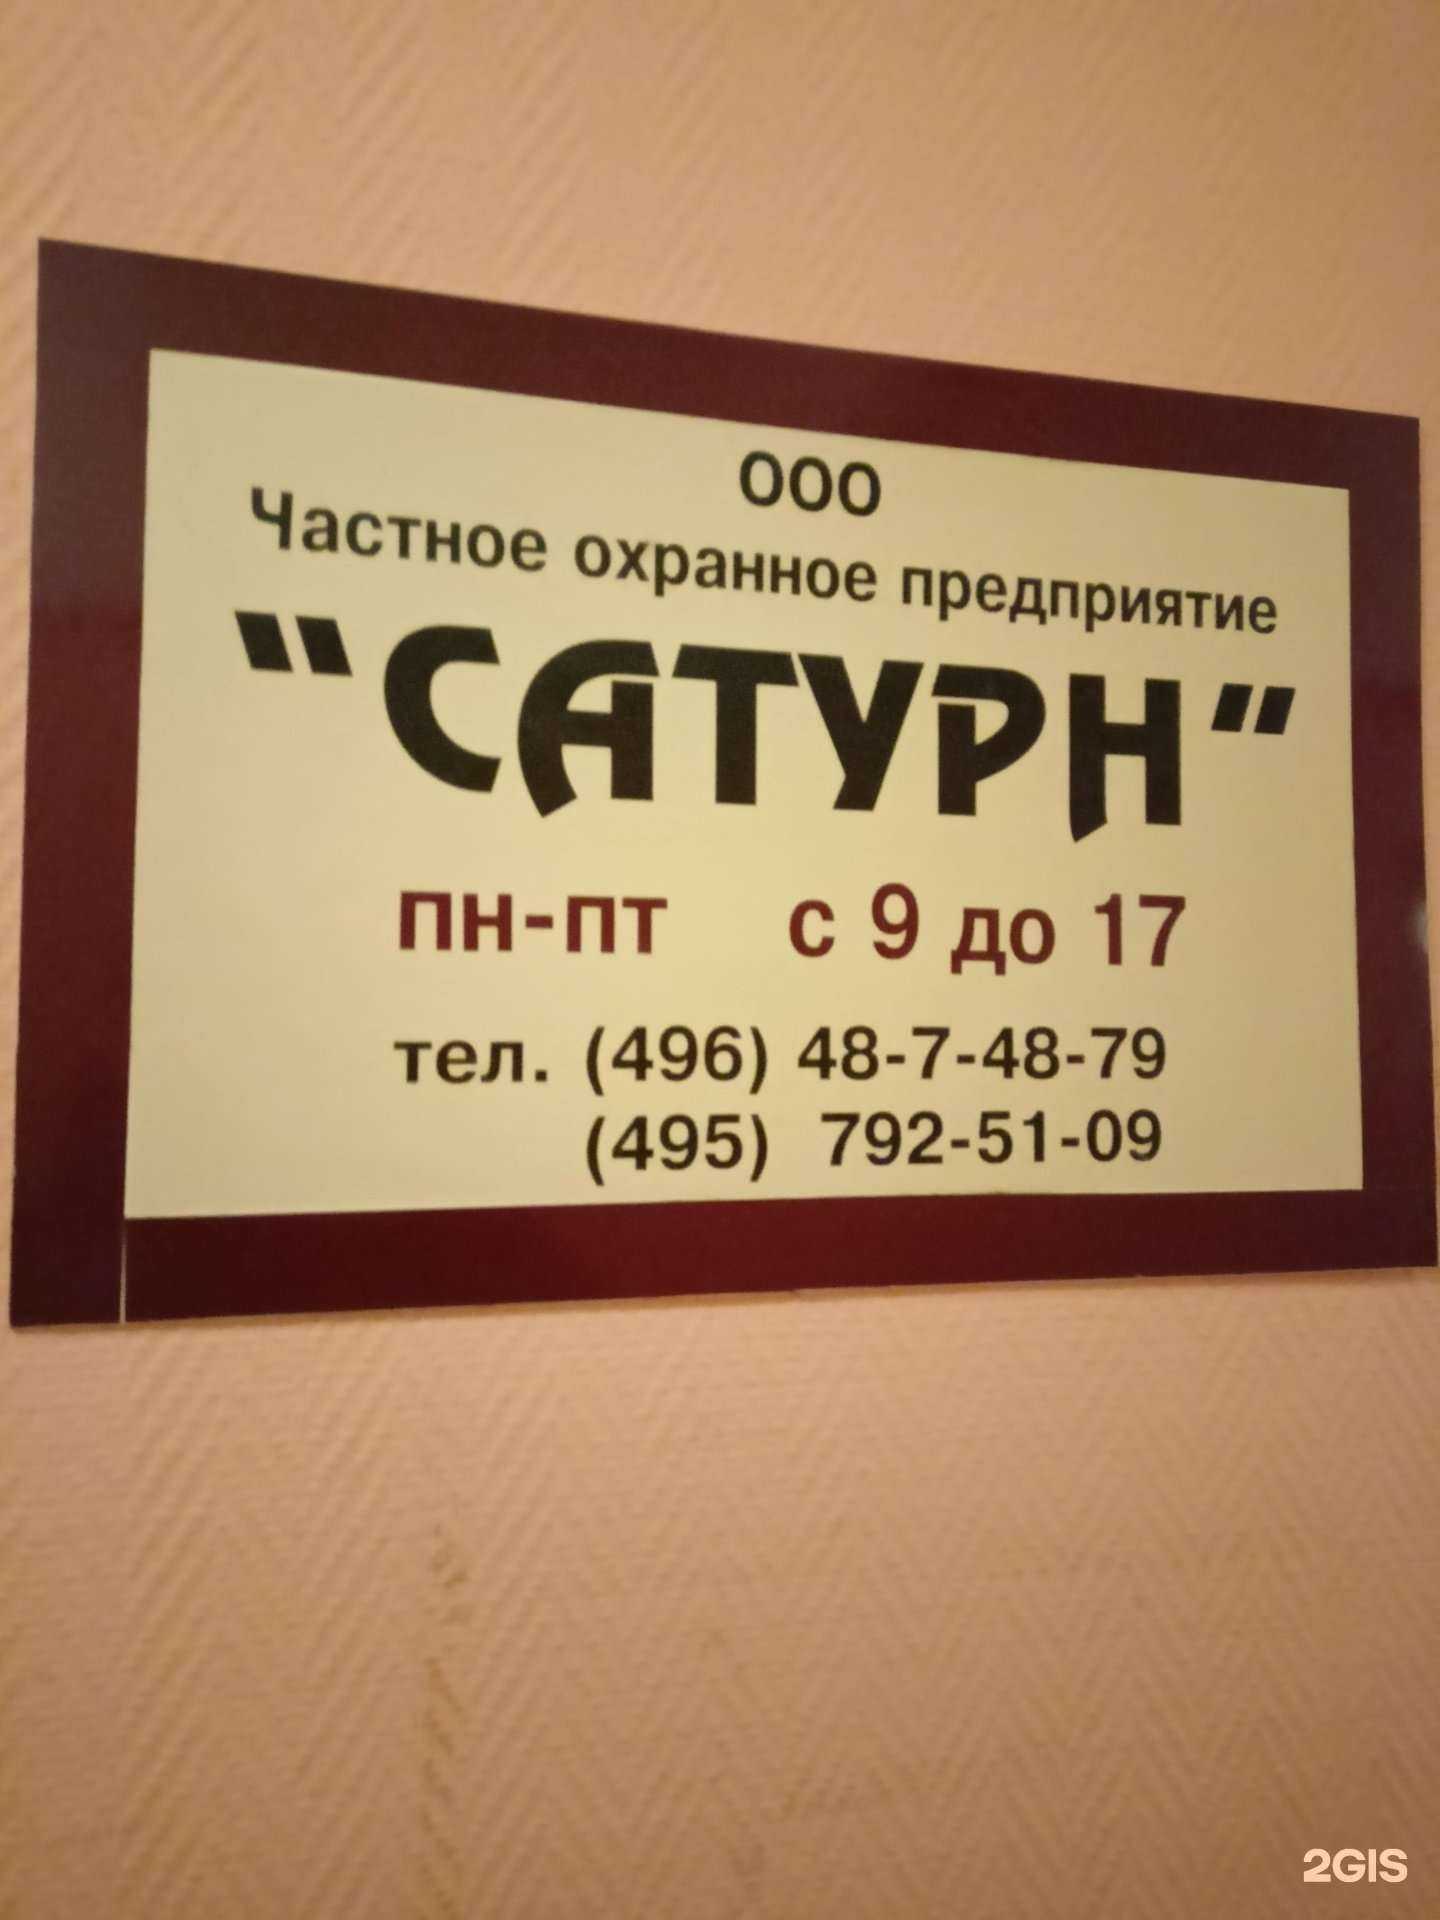 ООО
Частное охранное предприятие
"САТУРН"
пн-пт с 9 до 17
тел. (496) 48-7-48-79
(495) 792-51-09
2GIS